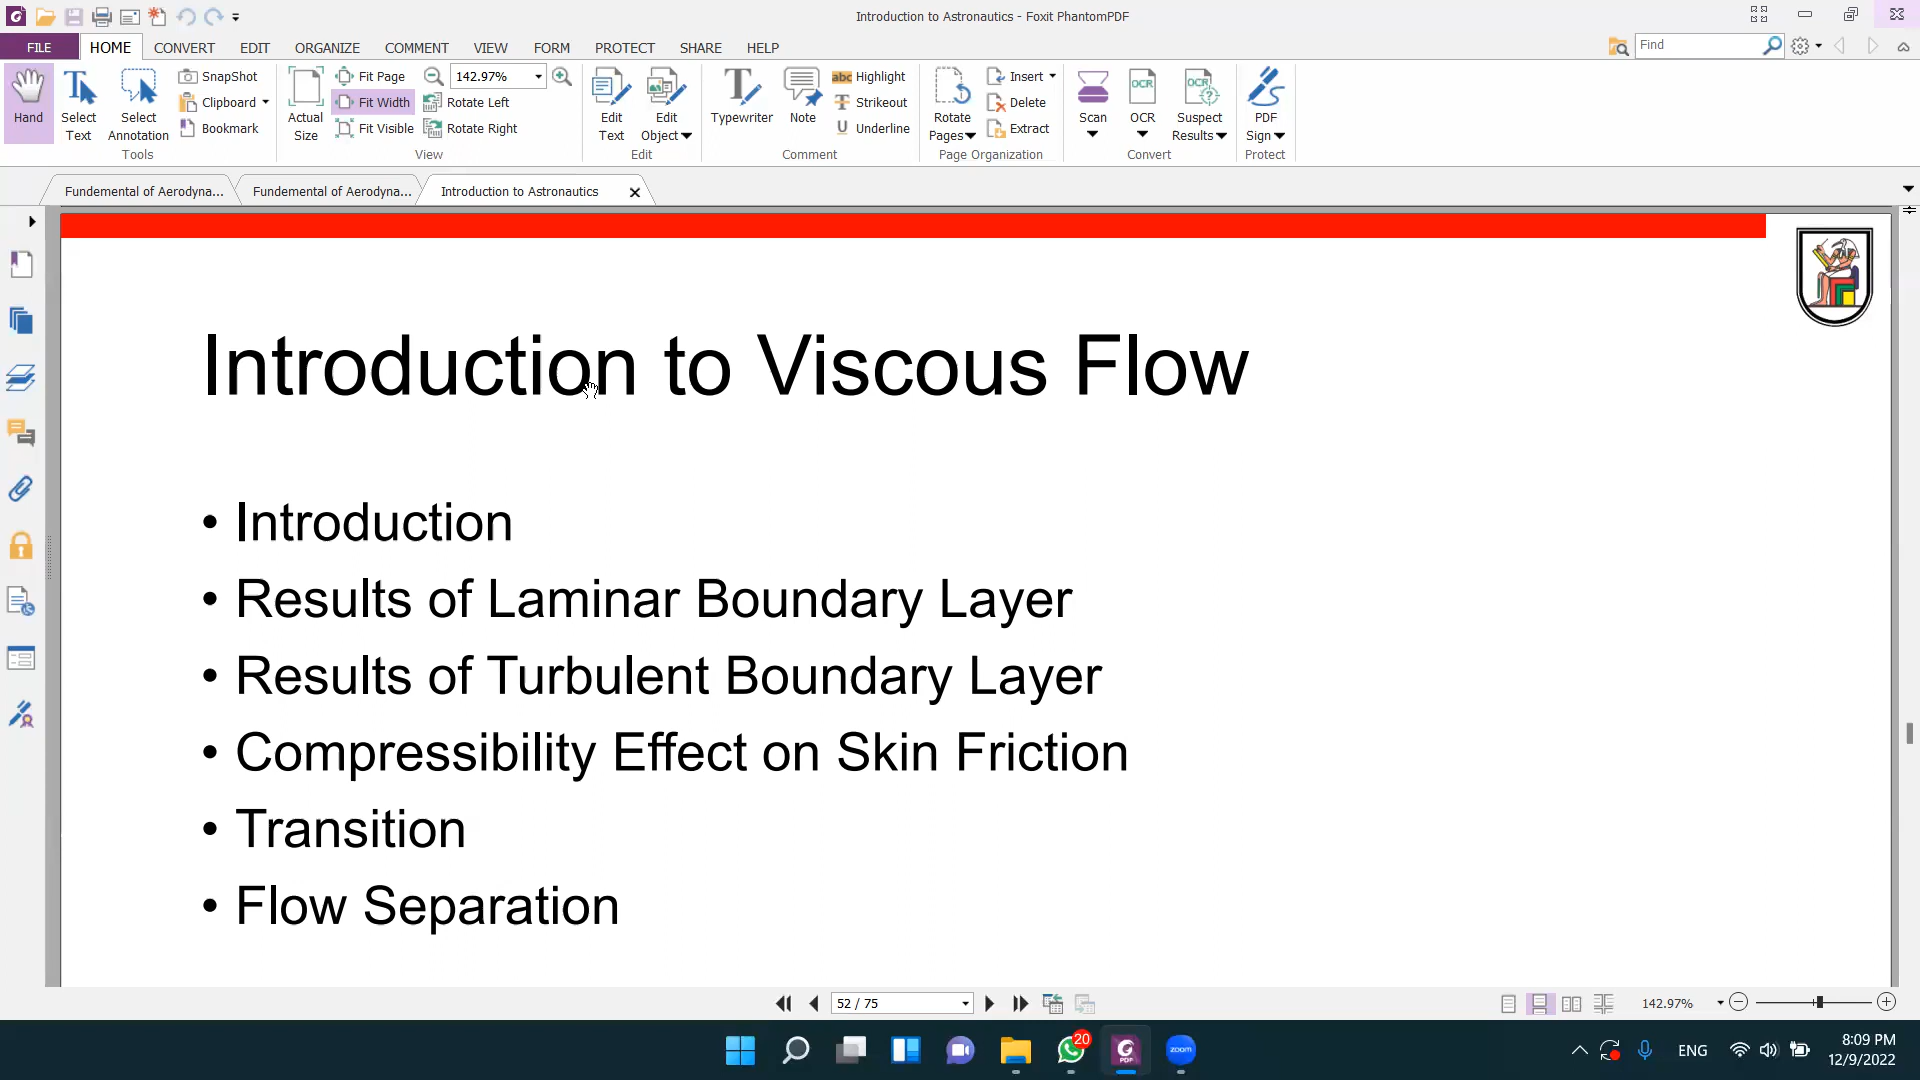 Introduction to Astronautics - Foxit PhantomPDF
FILE HOME CONVERT EDIT ORGANIZE COMMENT VIEW FORM PROTECT SHARE HELP
Find
Hand
Select Text
Select Annotation
SnapShot
Clipboard
Bookmark
Tools
Actual Size
Fit Page
Fit Width
Fit Visible
142.97%
Rotate Left
Rotate Right
View
Edit Text
Edit Object
Edit
Typewriter
Note
abc Highlight
Strikeout
Underline
Comment
Rotate Pages
Insert
Delete
Extract
Page Organization
Scan
OCR
OCR
OCR
Suspect Results
Convert
PDF Sign
Protect
Fundemental of Aerodyna...
Fundemental of Aerodyna...
Introduction to Astronautics
Introduction to Viscous Flow
• Introduction
• Results of Laminar Boundary Layer
• Results of Turbulent Boundary Layer
• Compressibility Effect on Skin Friction
• Transition
• Flow Separation
52 / 75
142.97%
20
PDF
zoom
ENG
8:09 PM
12/9/2022